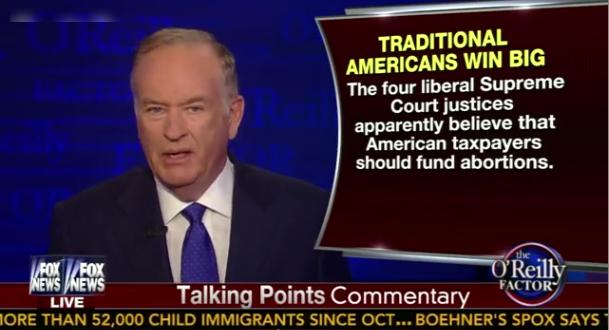 TRADITIONAL
AMERICANS WIN BIG
The four liberal Supreme
Court justices
apparently believe that
American taxpayers
should fund abortions.
FOX
NEWS
FOX
NEWS
LIVE
the
O'Reilly
FACTOR
Talking Points Commentary
MORE THAN 52,000 CHILD IMMIGRANTS SINCE OCT... BOEHNER'S SPOX SAYS